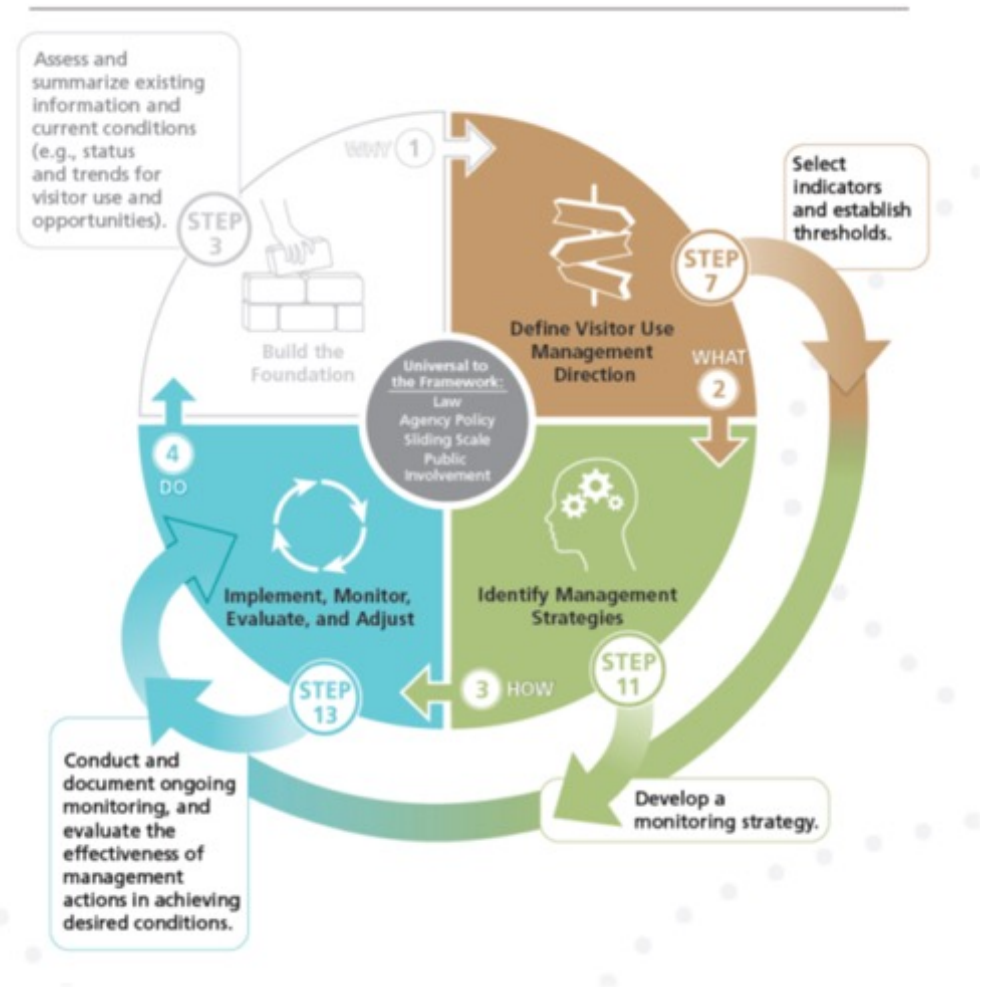 Assess and
summarize existing
information and
current conditions
(e.g., status
and trends for
visitor use and
opportunities).
STEP
3
WHY 1
Build the
Foundation
Select
indicators
and establish
thresholds.
STEP
7
Define Visitor Use
Management
Direction
WHAT
2
Universal to
the Framework:
Law
Agency Policy
Sliding Scale
Public
Involvement
4
DO
Implement, Monitor,
Evaluate, and Adjust
Identify Management
Strategies
STEP
11
3 HOW
STEP
13
Conduct and
document ongoing
monitoring, and
evaluate the
effectiveness of
management
actions in achieving
desired conditions.
Develop a
monitoring strategy.